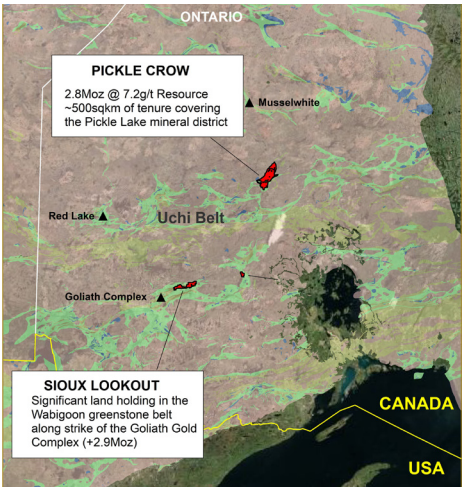 ONTARIO
PICKLE CROW
2.8Moz @ 7.2g/t Resource
~500sqkm of tenure covering
the Pickle Lake mineral district
Musselwhite
Red Lake
Uchi Belt
Goliath Complex
SIOUX LOOKOUT
Significant land holding in the
Wabigoon greenstone belt
along strike of the Goliath Gold
Complex (+2.9Moz)
CANADA
USA